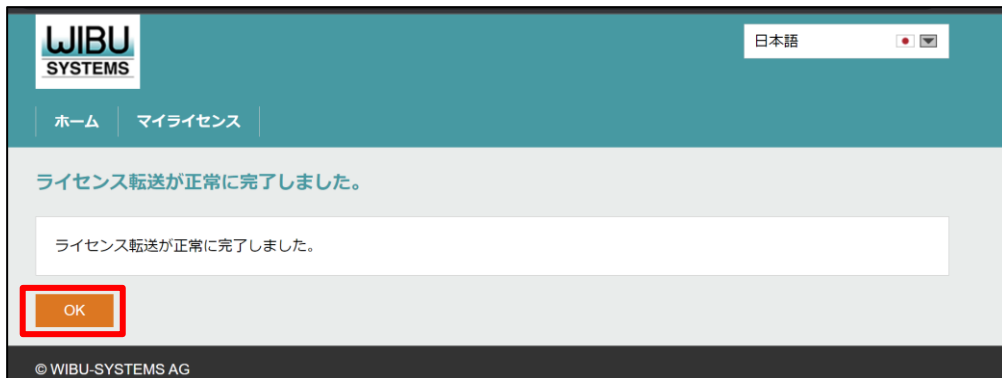 WIBU
SYSTEMS
日本語
ホーム
マイライセンス
ライセンス転送が正常に完了しました。
ライセンス転送が正常に完了しました。
OK
© WIBU-SYSTEMS AG